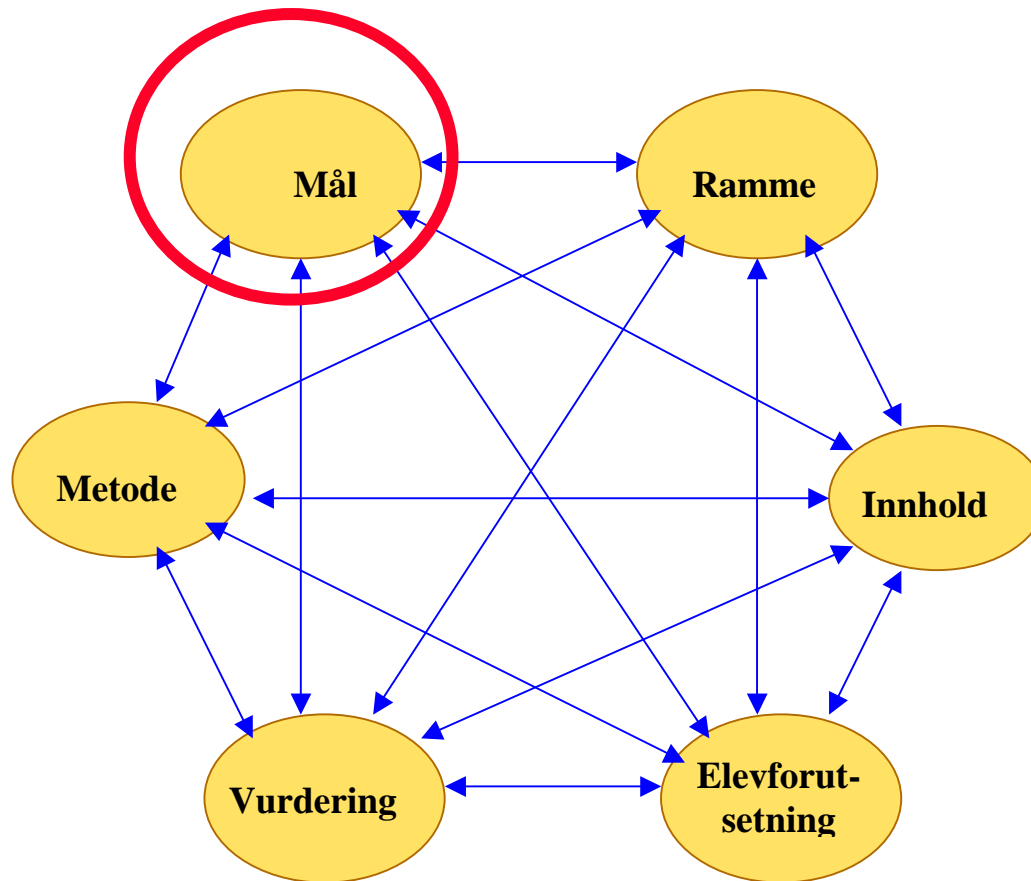 Mål
Ramme
Metode
Innhold
Vurdering
Elevforut-
setning